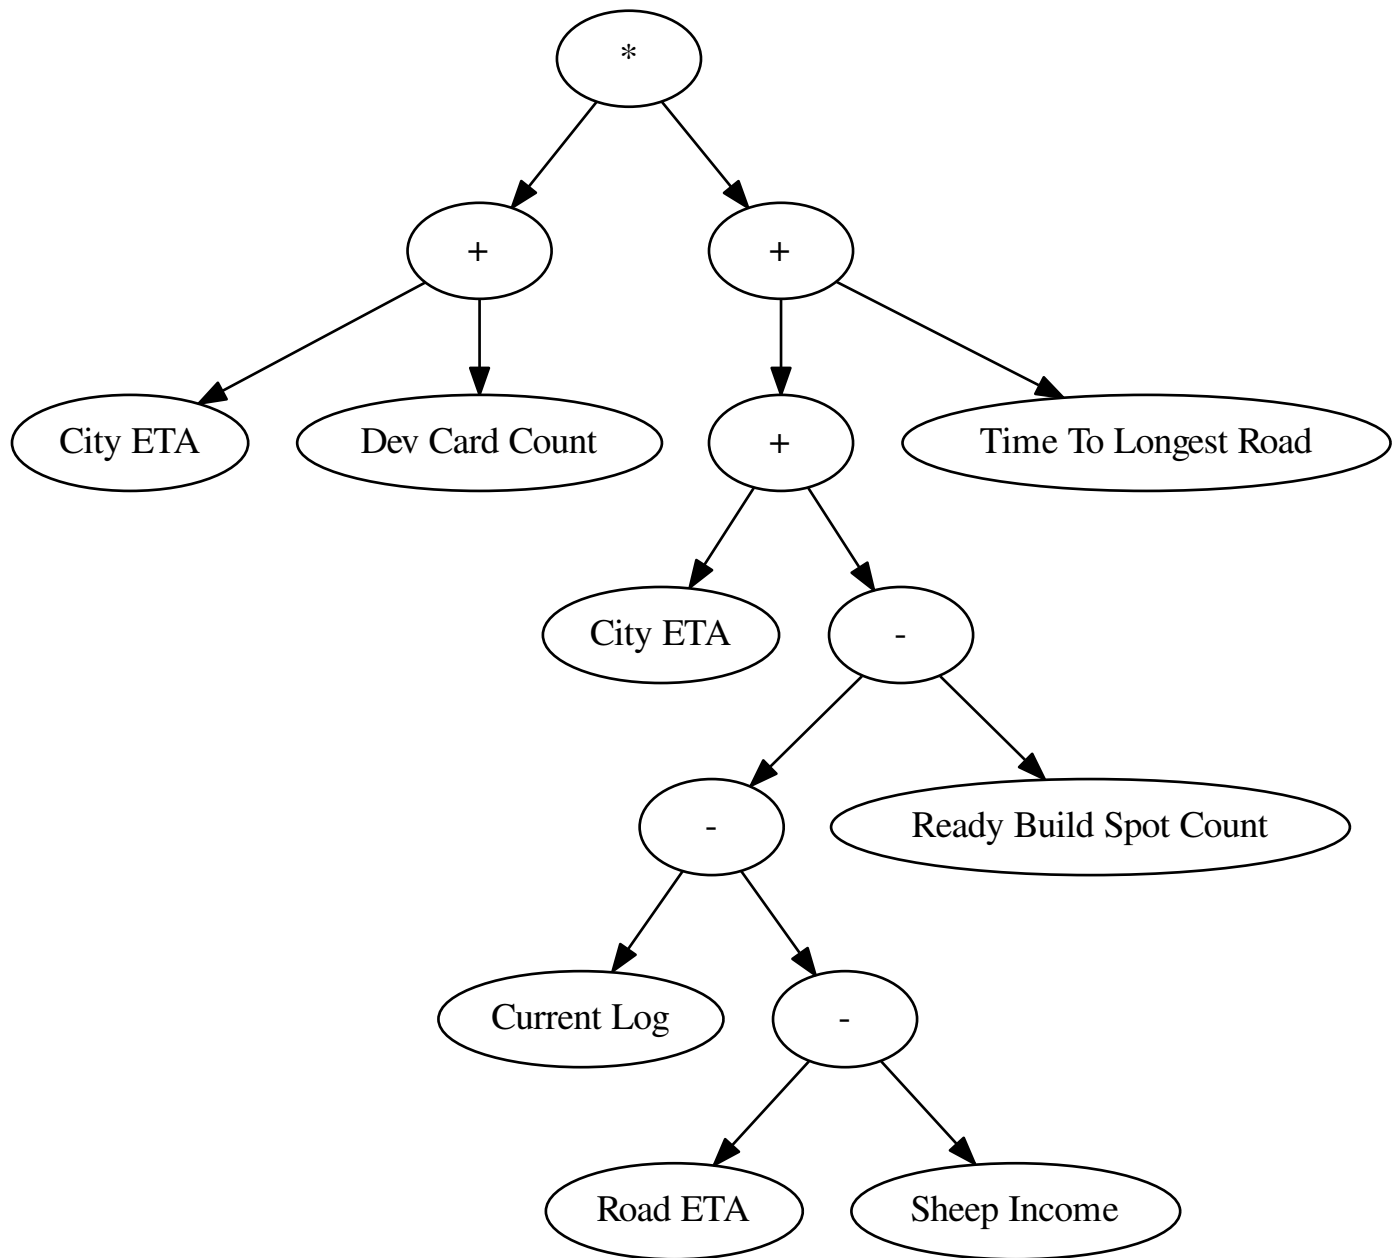 *
+
+
City ETA
Dev Card Count
+
Time To Longest Road
City ETA
-
-
Ready Build Spot Count
Current Log
-
Road ETA
Sheep Income